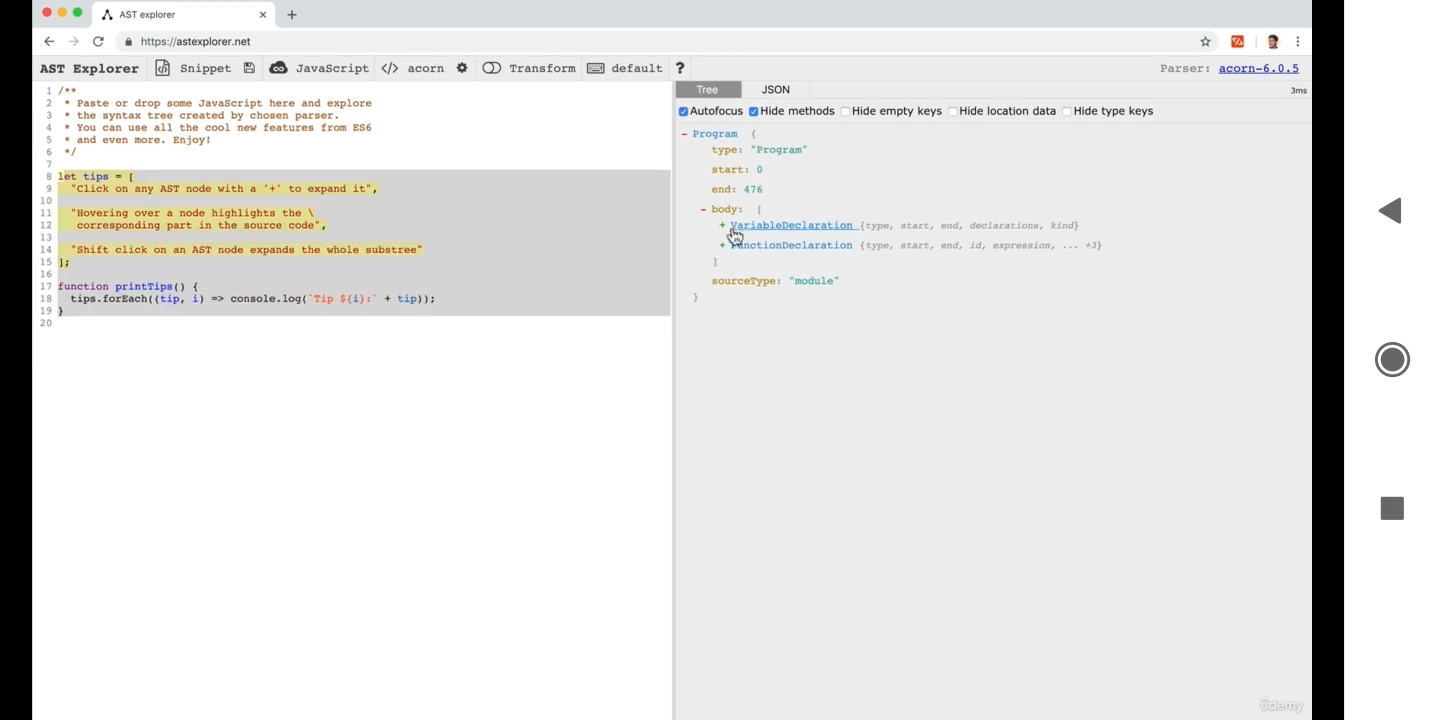 AST explorer
https://astexplorer.net
AST Explorer Snippet JavaScript </> acorn Transform default ? Parser: acorn-6.0.5
Tree JSON 3ms
Autofocus Hide methods Hide empty keys Hide location data Hide type keys
1 /**
2 * Paste or drop some JavaScript here and explore
3 * the syntax tree created by chosen parser.
4 * You can use all the cool new features from ES6
5 * and even more. Enjoy!
6 */
7
8 let tips = [
9 "Click on any AST node with a '+' to expand it",
10
11 "Hovering over a node highlights the \
12 corresponding part in the source code",
13
14 "Shift click on an AST node expands the whole substree"
15 ];
16
17 function printTips() {
18 tips.forEach((tip, i) => console.log(`Tip ${i}:` + tip));
19 }
20
- Program {
type: "Program"
start: 0
end: 476
- body: [
+ VariableDeclaration {type, start, end, declarations, kind}
+ FunctionDeclaration {type, start, end, id, expression, ... +3}
]
sourceType: "module"
}
ûdemy